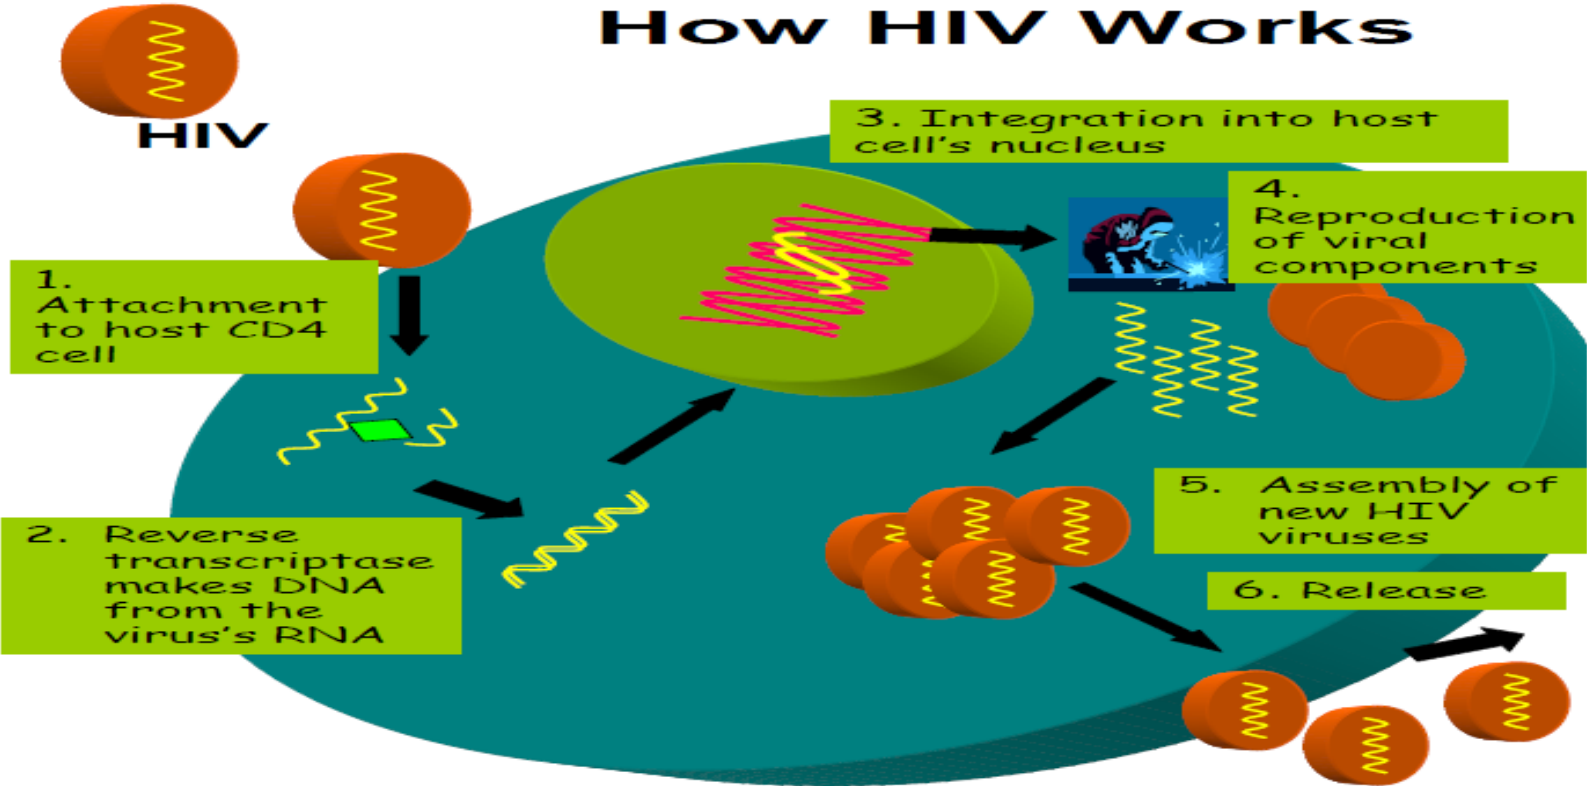 How HIV Works
HIV
1.
Attachment
to host CD4
cell
2. Reverse
transcriptase
makes DNA
from the
virus's RNA
3. Integration into host
cell's nucleus
4.
Reproduction
of viral
components
5. Assembly of
new HIV
viruses
6. Release